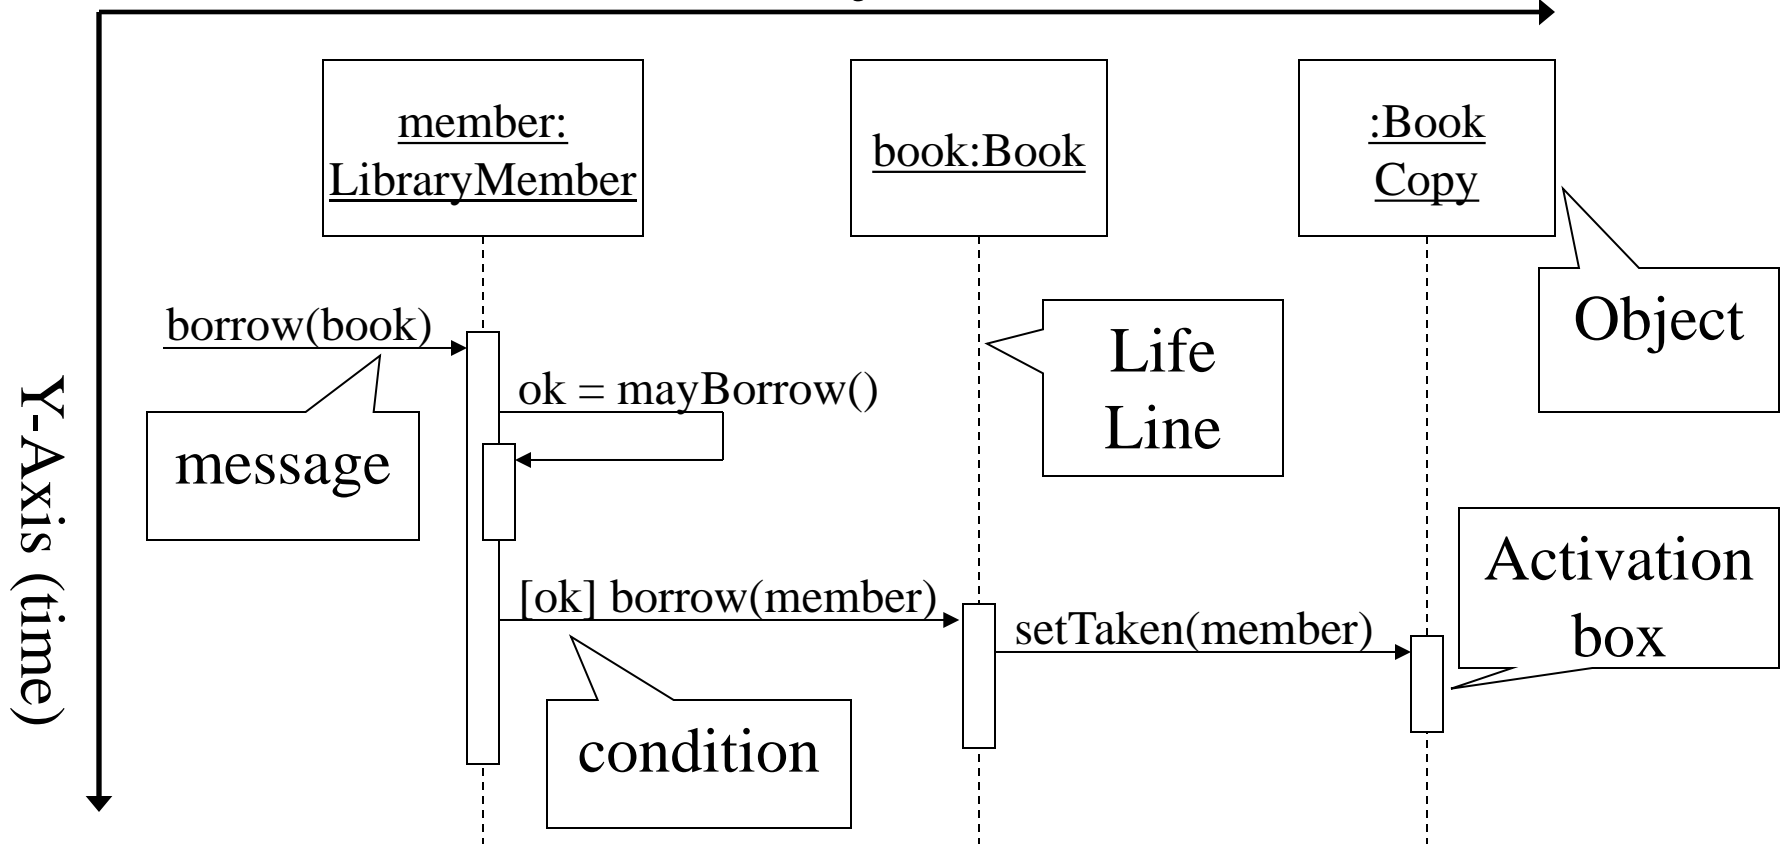 member:
LibraryMember
book:Book
:Book
Copy
borrow(book)
ok = mayBorrow()
Life
Line
Object
message
Y-Axis (time)
[ok] borrow(member)
setTaken(member)
Activation
box
condition